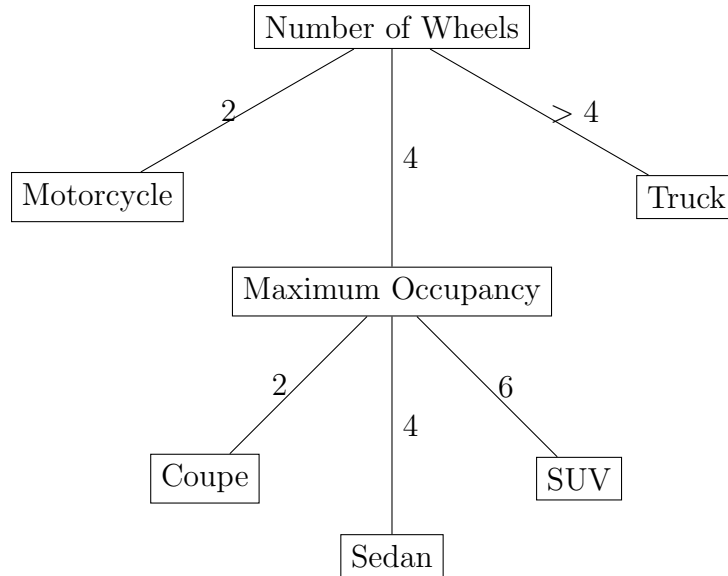 Number of Wheels
2
> 4
4
Motorcycle
Truck
Maximum Occupancy
2
6
4
Coupe
SUV
Sedan